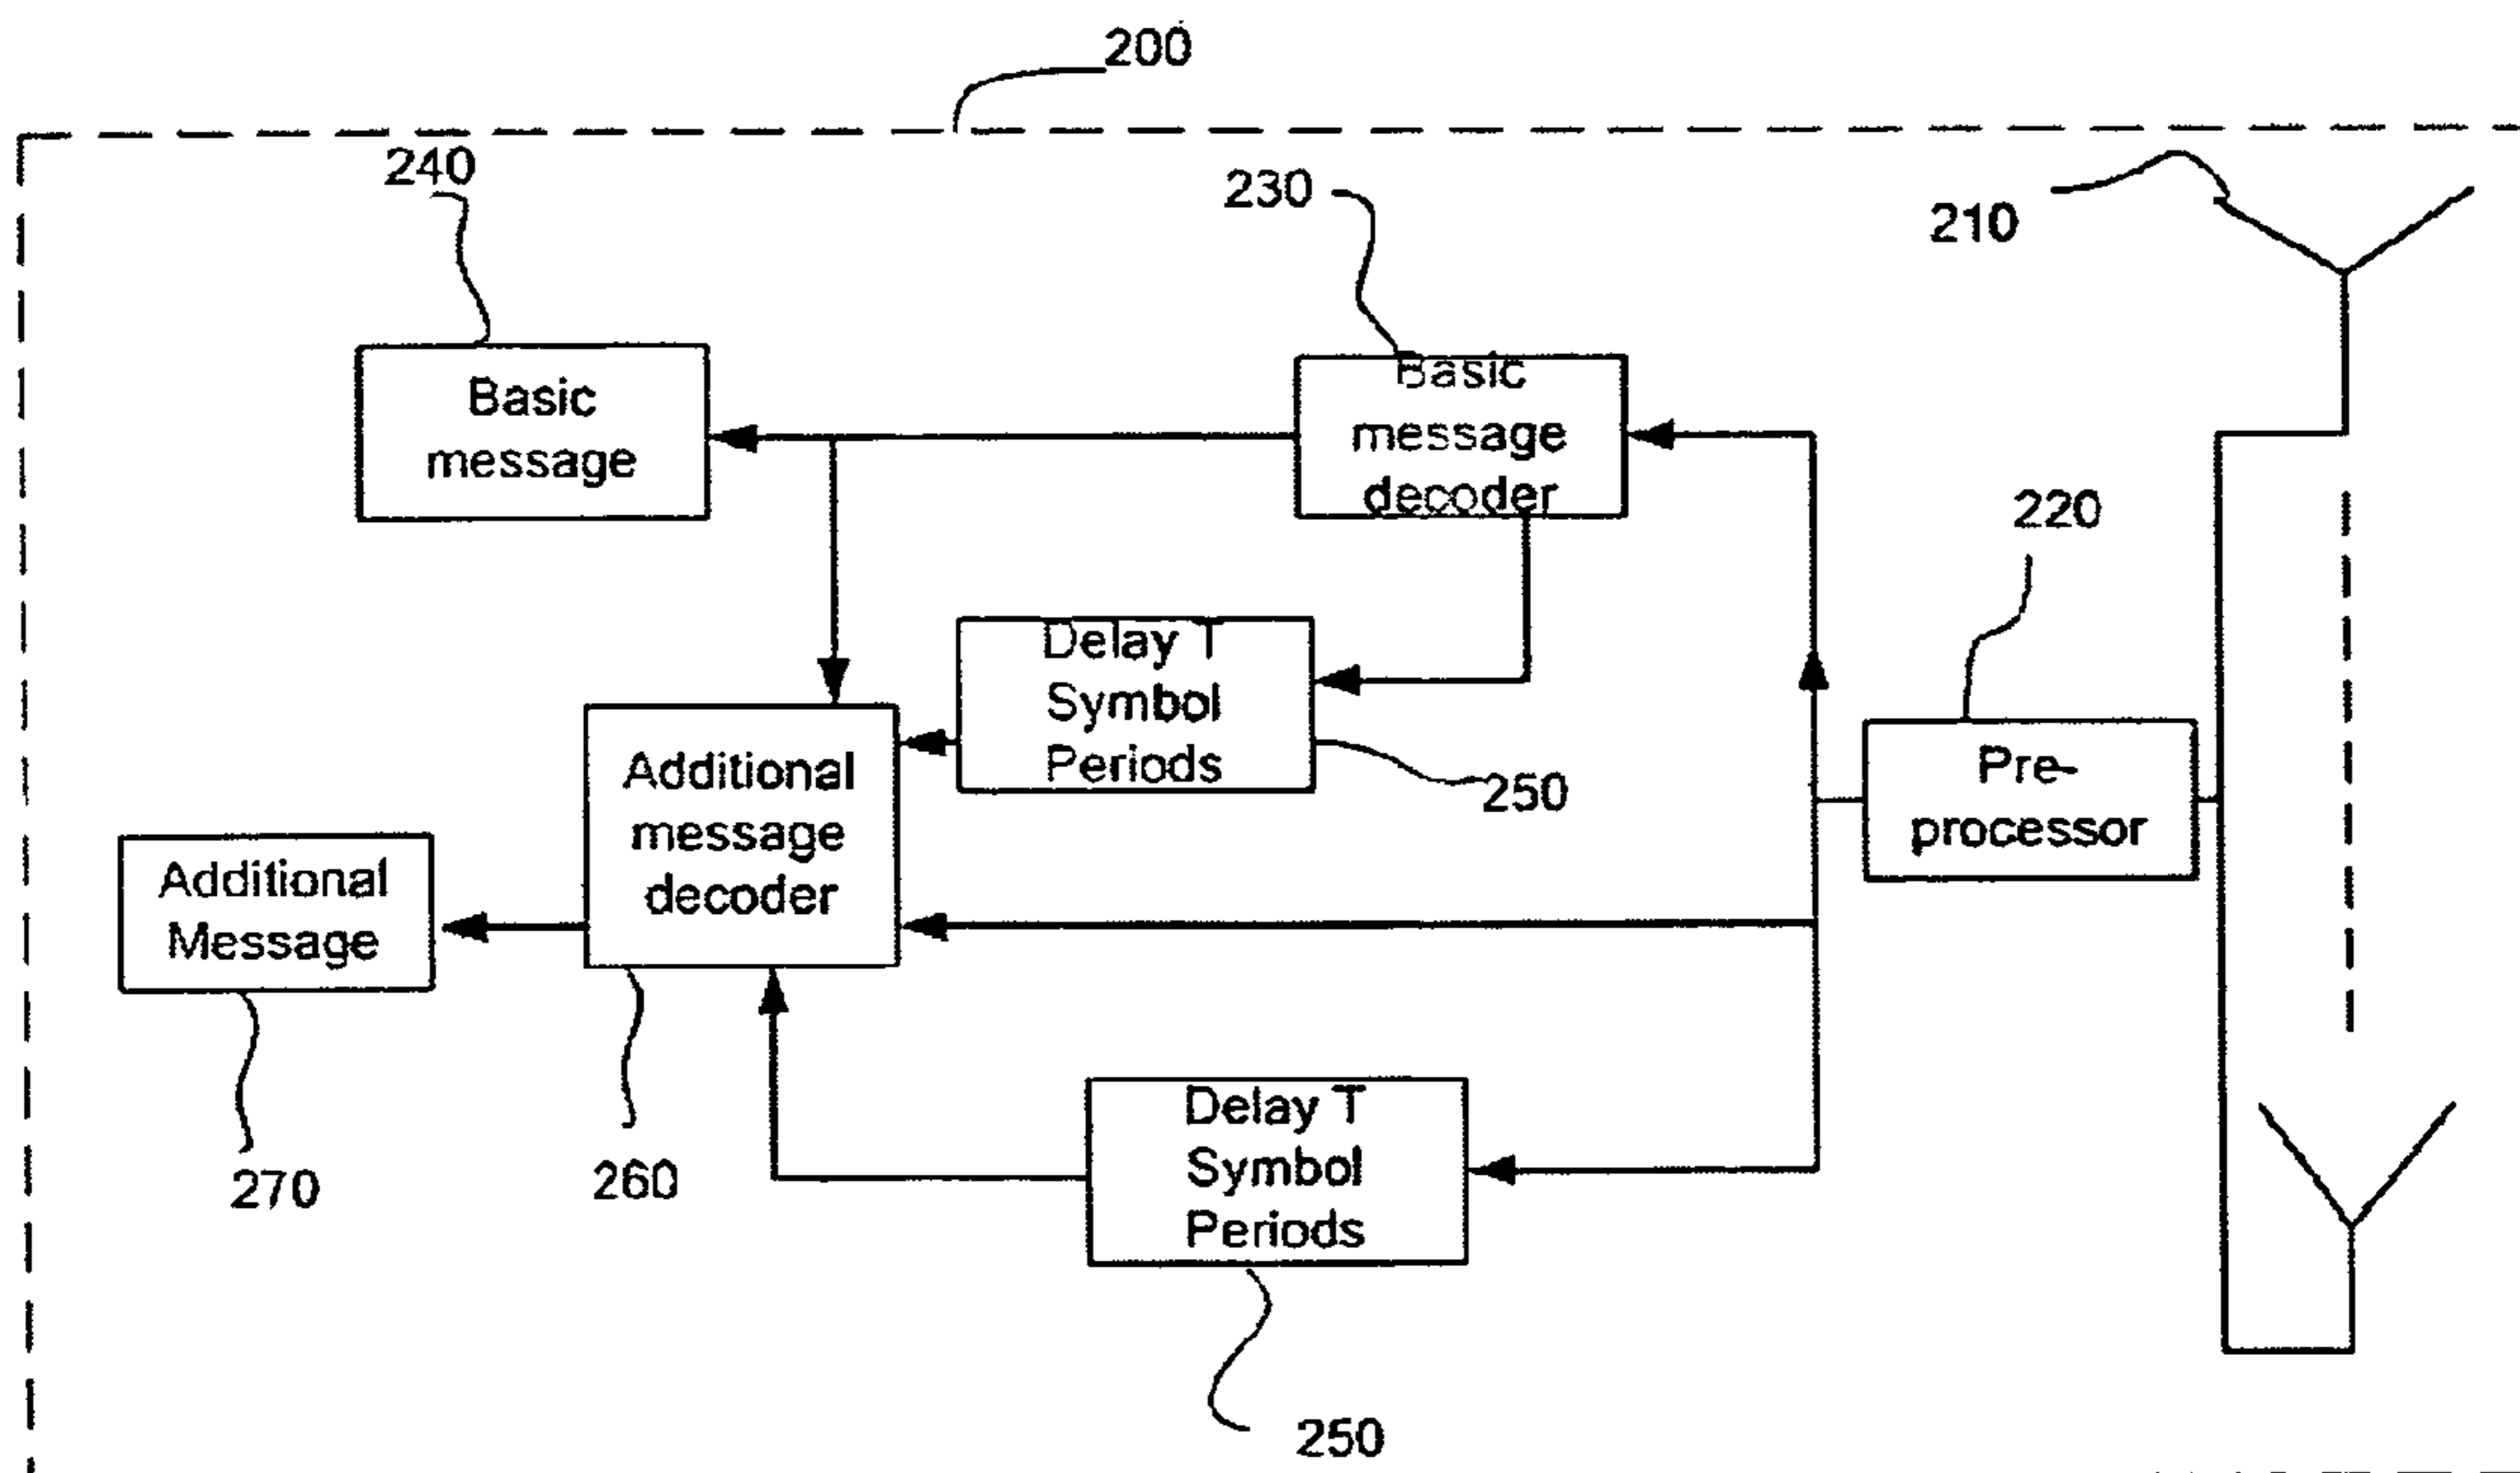 200
240
230
210
Basic
message
Basic
message
decoder
220
Delay T
Symbol
Periods
250
Pre-
processor
Additional
message
decoder
Additional
Message
270
260
Delay T
Symbol
Periods
250